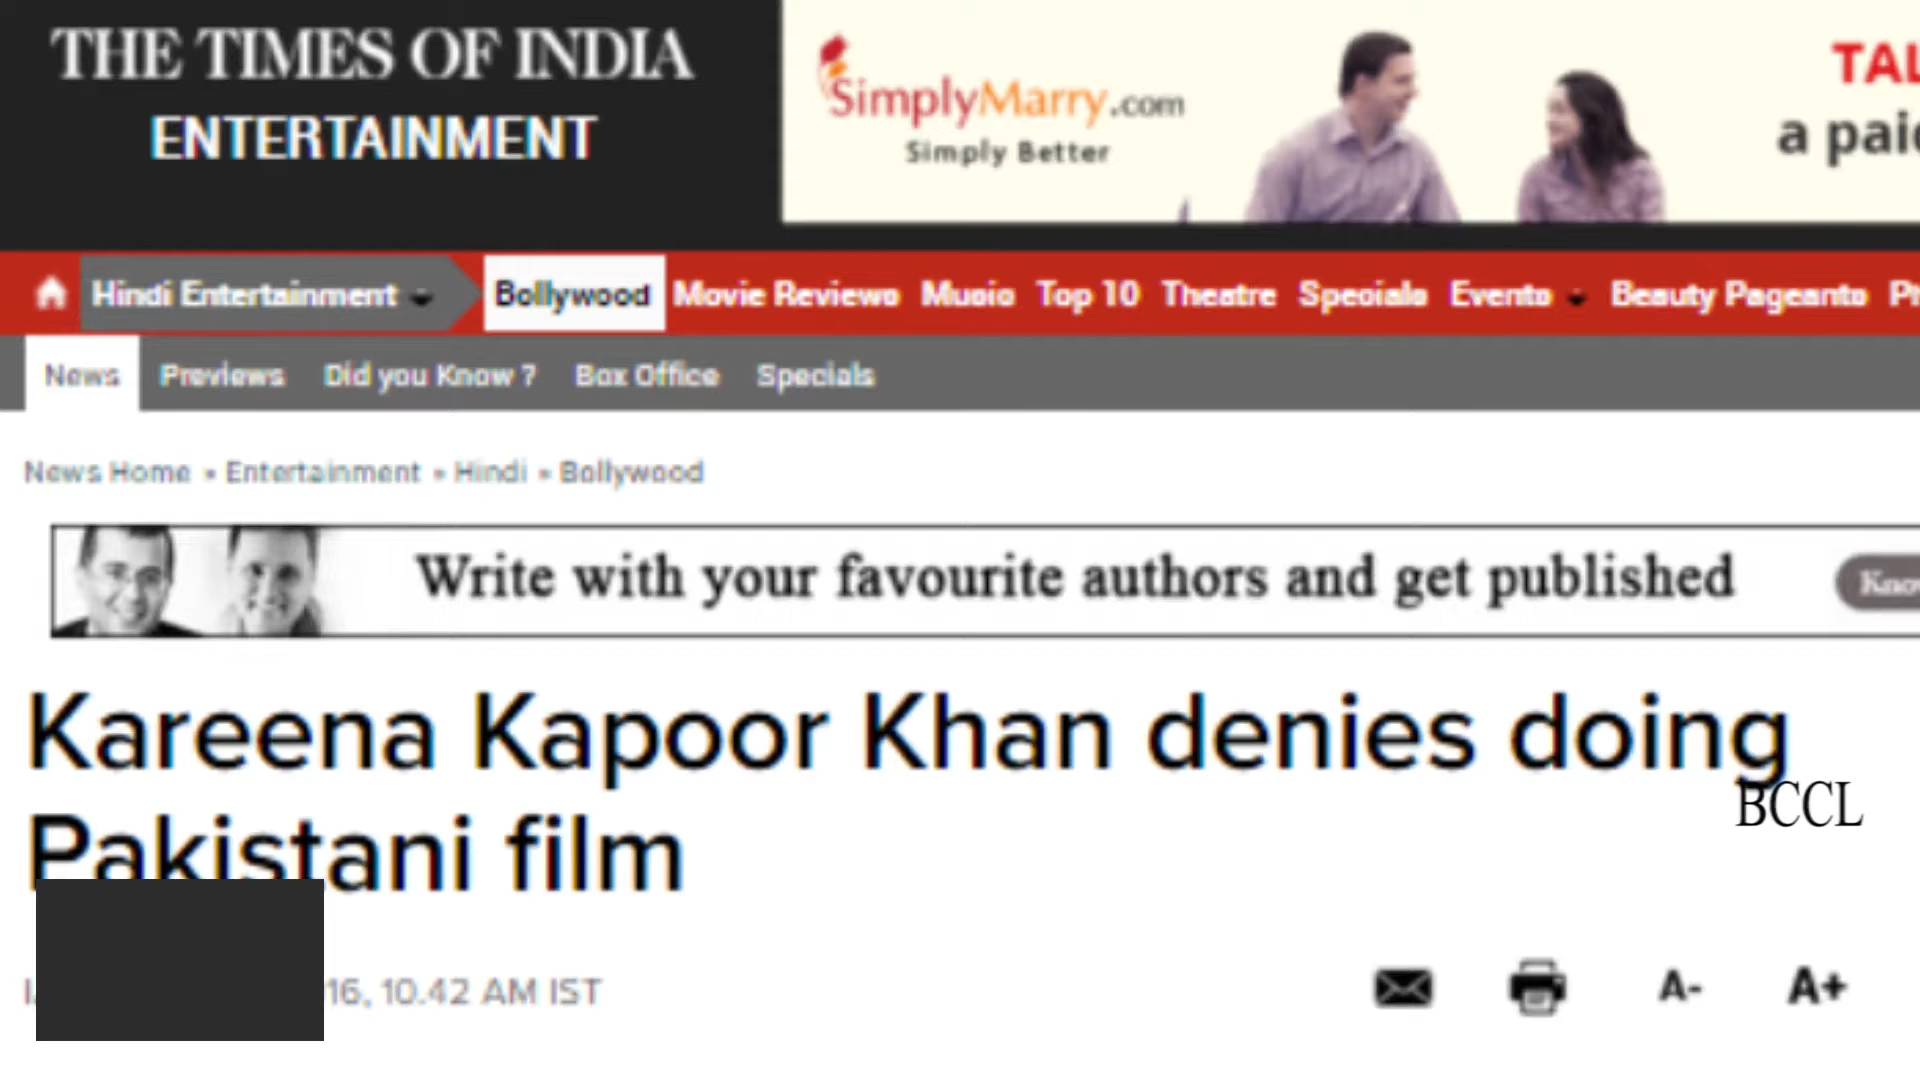 THE TIMES OF INDIA
ENTERTAINMENT
SimplyMarry.com
Simply Better
a
Hindi Entertainment Bollywood Movie Reviews Music Top 10 Theatre Specials Events Beauty Pageants
News Previews Did you Know ? Box Office Specials
News Home » Entertainment » Hindi » Bollywood
Write with your favourite authors and get published
Kareena Kapoor Khan denies doing
BCCL
Pakistani film
16, 10.42 AM IST
A- A+